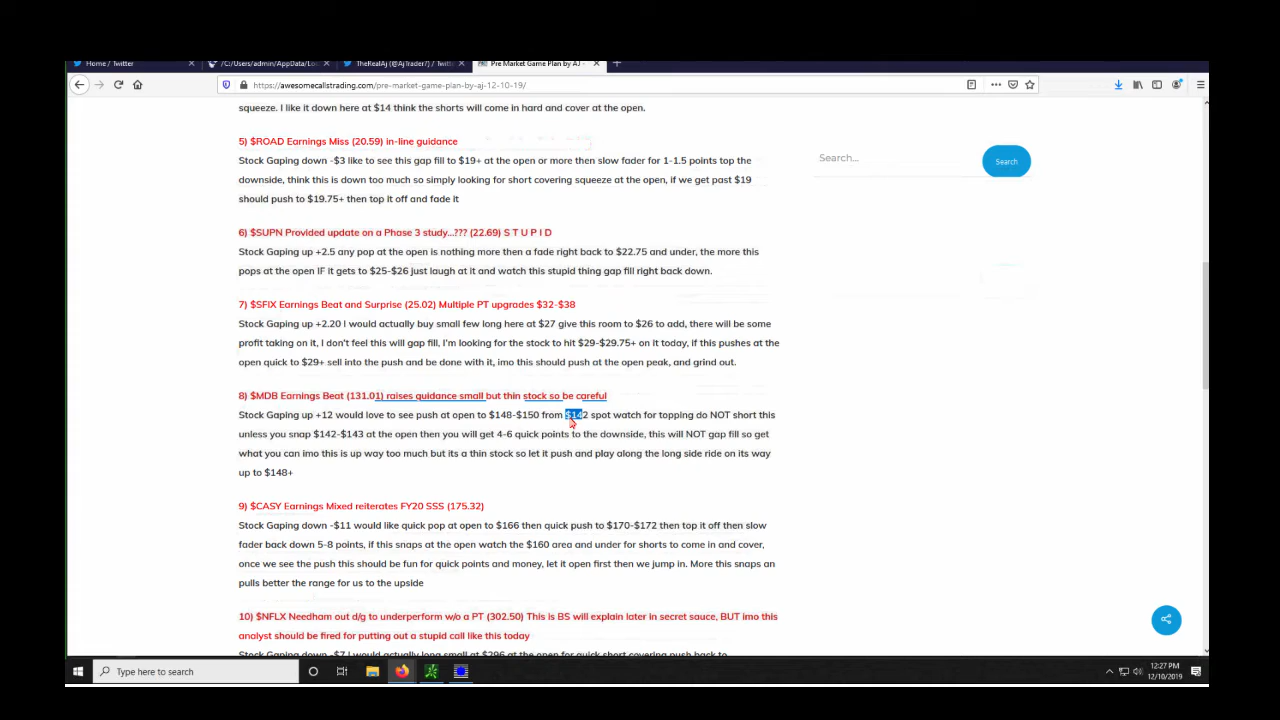 Home / Twitter
/C:/Users/admin/AppData/Loc
TheRealAj (@AjTrader7) / Twitt
Pre Market Game Plan by AJ -
https://awesomecallstrading.com/pre-market-game-plan-by-aj-12-10-19/
squeeze. I like it down here at $14 think the shorts will come in hard and cover at the open.
5) $ROAD Earnings Miss (20.59) in-line guidance
Stock Gaping down -$3 like to see this gap fill to $19+ at the open or more then slow fader for 1-1.5 points top the
downside, think this is down too much so simply looking for short covering squeeze at the open, if we get past $19
should push to $19.75+ then top it off and fade it
Search...
Search
6) $SUPN Provided update on a Phase 3 study...??? (22.69) S T U P I D
Stock Gaping up +2.5 any pop at the open is nothing more then a fade right back to $22.75 and under, the more this
pops at the open IF it gets to $25-$26 just laugh at it and watch this stupid thing gap fill right back down.
7) $SFIX Earnings Beat and Surprise (25.02) Multiple PT upgrades $32-$38
Stock Gaping up +2.20 I would actually buy small few long here at $27 give this room to $26 to add, there will be some
profit taking on it, I don't feel this will gap fill, I'm looking for the stock to hit $29-$29.75+ on it today, if this pushes at the
open quick to $29+ sell into the push and be done with it, imo this should push at the open peak, and grind out.
8) $MDB Earnings Beat (131.01) raises guidance small but thin stock so be careful
Stock Gaping up +12 would love to see push at open to $148-$150 from $142 spot watch for topping do NOT short this
unless you snap $142-$143 at the open then you will get 4-6 quick points to the downside, this will NOT gap fill so get
what you can imo this is up way too much but its a thin stock so let it push and play along the long side ride on its way
up to $148+
9) $CASY Earnings Mixed reiterates FY20 SSS (175.32)
Stock Gaping down -$11 would like quick pop at open to $166 then quick push to $170-$172 then top it off then slow
fader back down 5-8 points, if this snaps at the open watch the $160 area and under for shorts to come in and cover,
once we see the push this should be fun for quick points and money, let it open first then we jump in. More this snaps an
pulls better the range for us to the upside
10) $NFLX Needham out d/g to underperform w/o a PT (302.50) This is BS will explain later in secret sauce, BUT imo this
analyst should be fired for putting out a stupid call like this today
Stock Gaping down -$7 I would actually long small at $296 at the open for quick short covering push back to
Type here to search
12:27 PM
12/10/2019